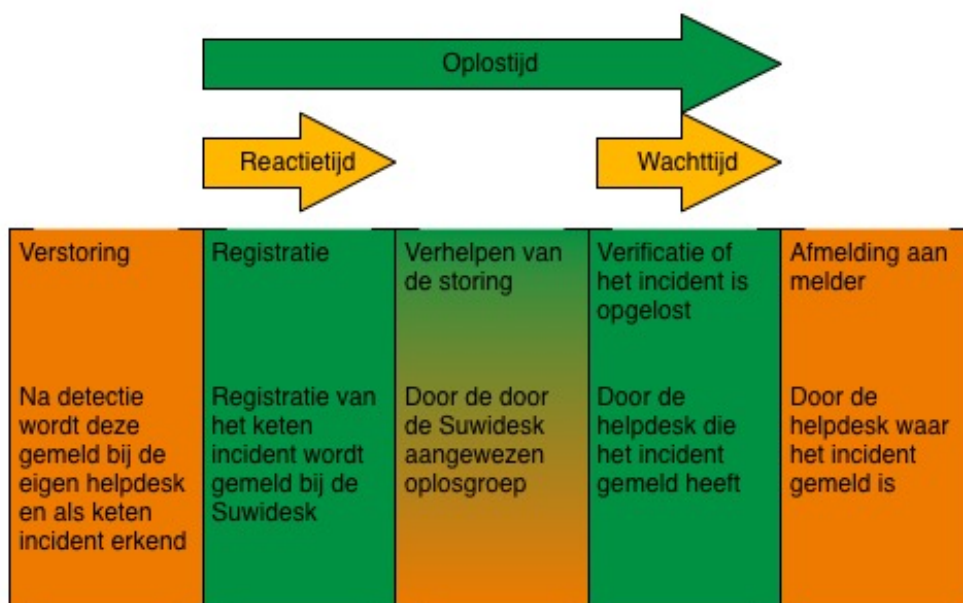 Oplostijd
Reactietijd
Wachttijd
Verstoring
Registratie
Verhelpen van
de storing
Verificatie of
het incident is
opgelost
Afmelding aan
melder
Na detectie
wordt deze
gemeld bij de
eigen helpdesk
en als keten
incident erkend
Registratie van
het keten
incident wordt
gemeld bij de
Suwidesk
Door de door
de Suwidesk
aangewezen
oplosgroep
Door de
helpdesk die
het incident
gemeld heeft
Door de
helpdesk waar
het incident
gemeld is